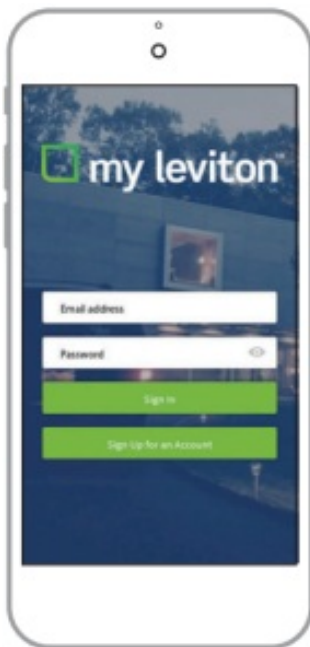 my leviton
Email address
Password
Sign In
Sign Up for an Account